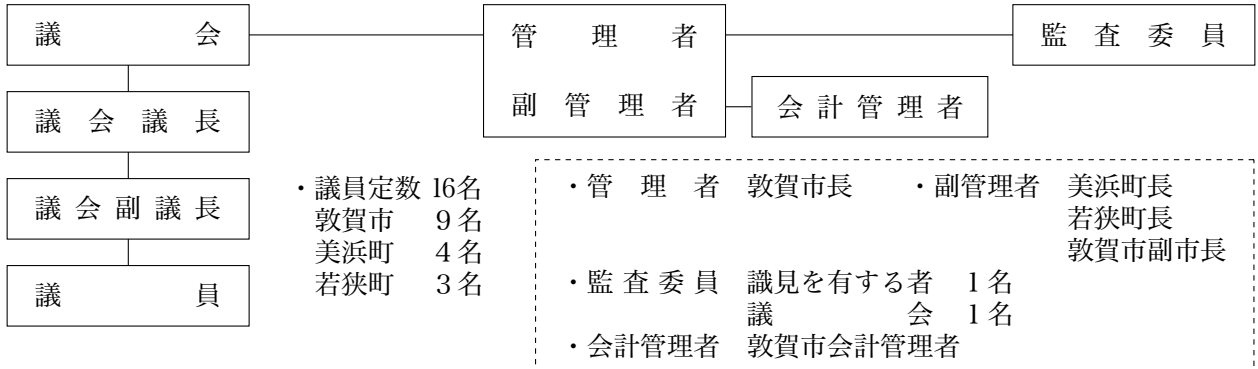 議会
管理者
監査委員
副管理者
会計管理者
議会議長
議会副議長
議員
・議員定数 16名
敦賀市 9名
美浜町 4名
若狭町 3名
・管理者 敦賀市長 ・副管理者 美浜町長
若狭町長
敦賀市副市長
・監査委員 識見を有する者 1名
議会 1名
・会計管理者 敦賀市会計管理者